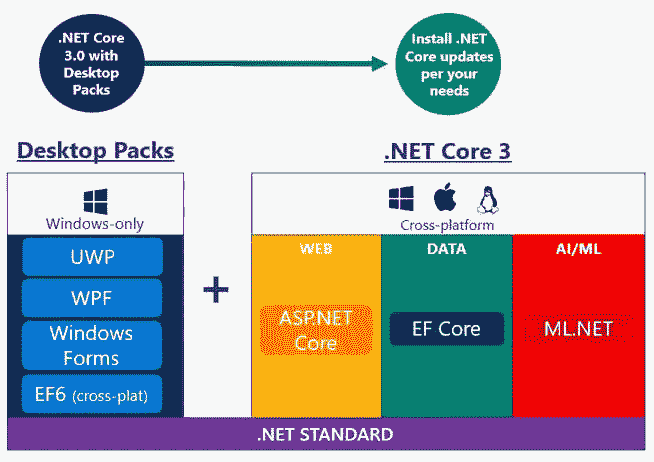 .NET Core
3.0 with
Desktop
Packs
Install .NET
Core updates
per your
needs
Desktop Packs
.NET Core 3
Windows-only
Cross-platform
UWP
WPF
Windows
Forms
EF6 (cross-plat)
+
WEB
ASP.NET
Core
DATA
EF Core
AI/ML
ML.NET
.NET STANDARD